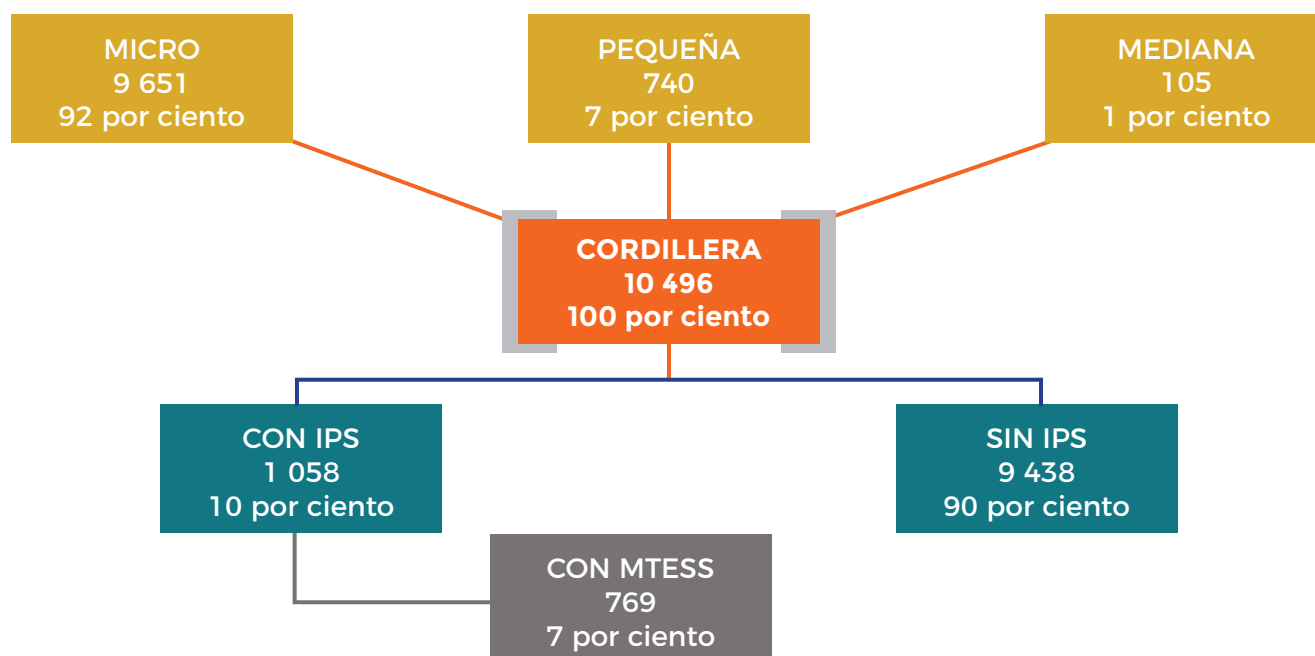 MICRO
9 651
92 por ciento
PEQUEÑA
740
7 por ciento
MEDIANA
105
1 por ciento
CORDILLERA
10 496
100 por ciento
CON IPS
1 058
10 por ciento
SIN IPS
9 438
90 por ciento
CON MTESS
769
7 por ciento